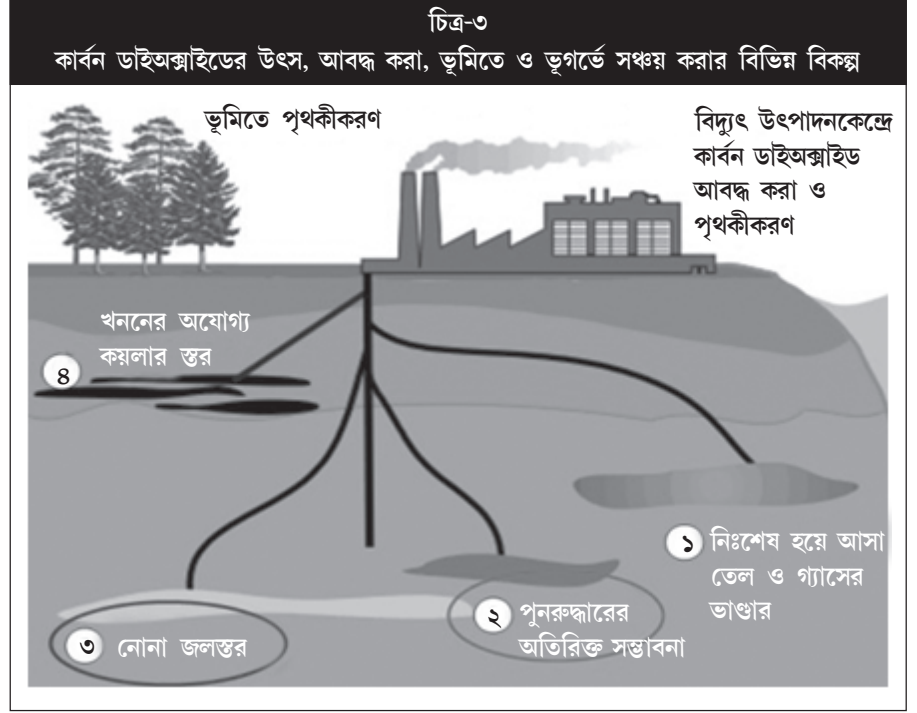 চিত্র-৩
কার্বন ডাইঅক্সাইডের উৎস, আবদ্ধ করা, ভূমিতে ও ভূগর্ভে সঞ্চয় করার বিভিন্ন বিকল্প
ভূমিতে পৃথকীকরণ
বিদ্যুৎ উৎপাদনকেন্দ্রে
কার্বন ডাইঅক্সাইড
আবদ্ধ করা ও
পৃথকীকরণ
খননের অযোগ্য
কয়লার স্তর
৪
১ নিঃশেষ হয়ে আসা
তেল ও গ্যাসের
ভাণ্ডার
২ পুনরুদ্ধারের
অতিরিক্ত সম্ভাবনা
৩ নোনা জলস্তর